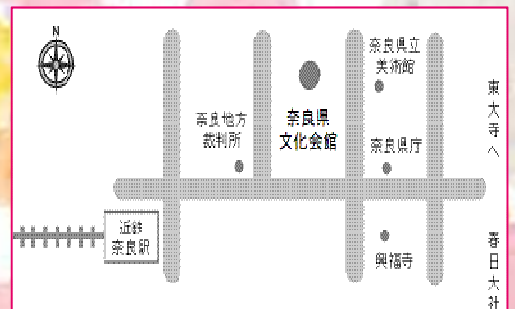 N
奈良県立
美術館
東大寺へ
奈良地方
裁判所
奈良県
文化会館
奈良県庁
近鉄
奈良駅
興福寺
春日大社